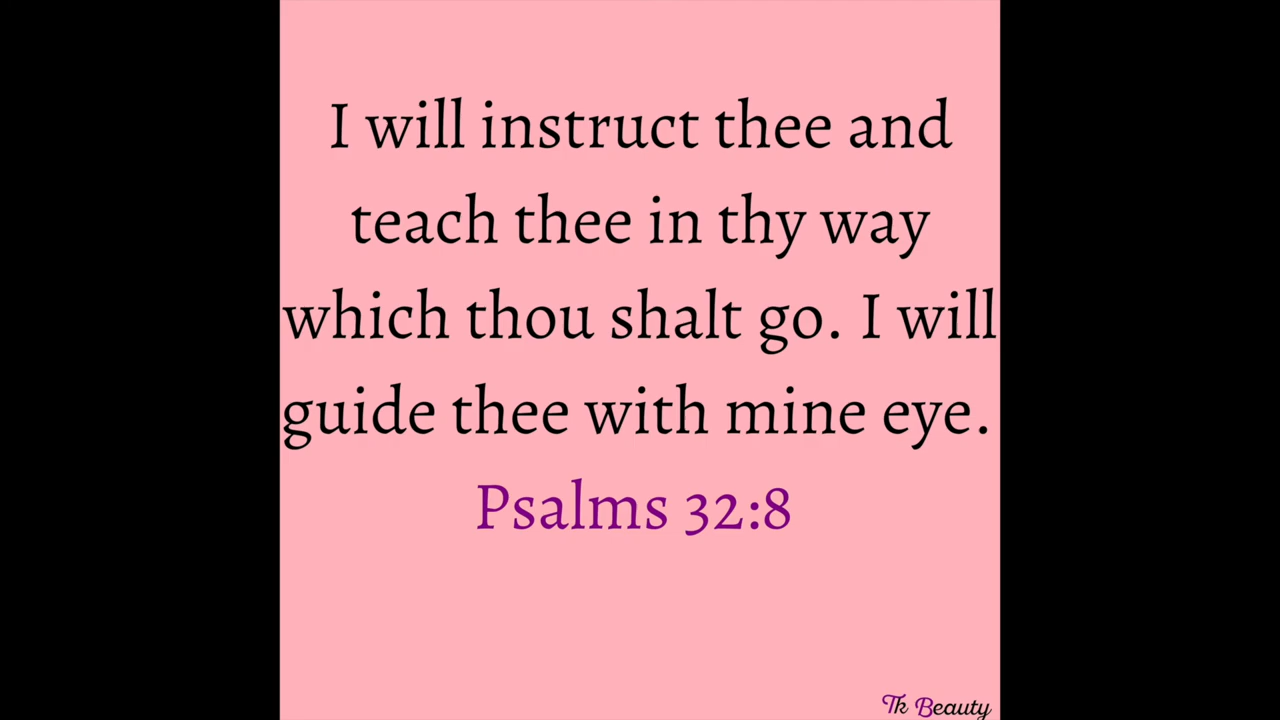 I will instruct thee and
teach thee in thy way
which thou shalt go. I will
guide thee with mine eye.
Psalms 32:8
Tk Beauty